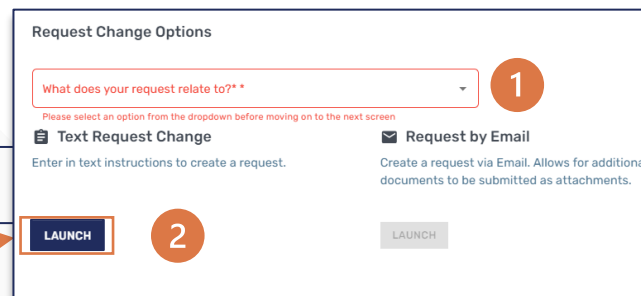 Request Change Options
What does your request relate to?* *
1
Please select an option from the dropdown before moving on to the next screen
Text Request Change
Request by Email
Enter in text instructions to create a request.
Create a request via Email. Allows for additiona
documents to be submitted as attachments.
LAUNCH
2
LAUNCH